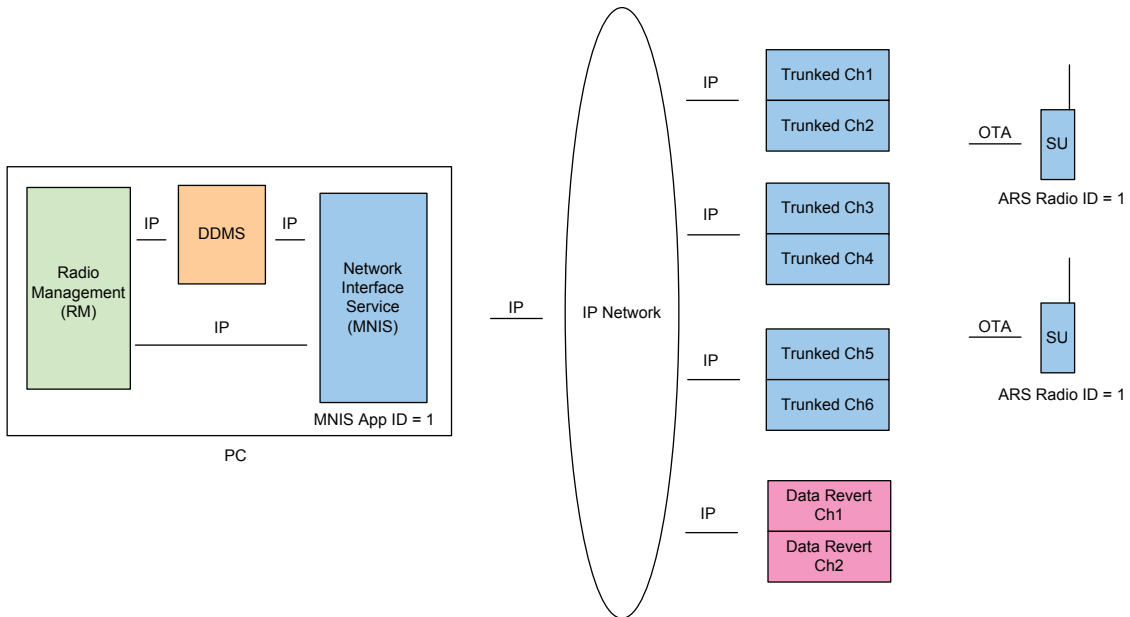 Radio
Management
(RM)
IP
DDMS
IP
IP
Network
Interface
Service
(MNIS)
MNIS App ID = 1
PC
IP
IP Network
IP
Trunked Ch1
Trunked Ch2
IP
Trunked Ch3
Trunked Ch4
IP
Trunked Ch5
Trunked Ch6
IP
Data Revert
Ch1
Data Revert
Ch2
OTA
SU
ARS Radio ID = 1
OTA
SU
ARS Radio ID = 1